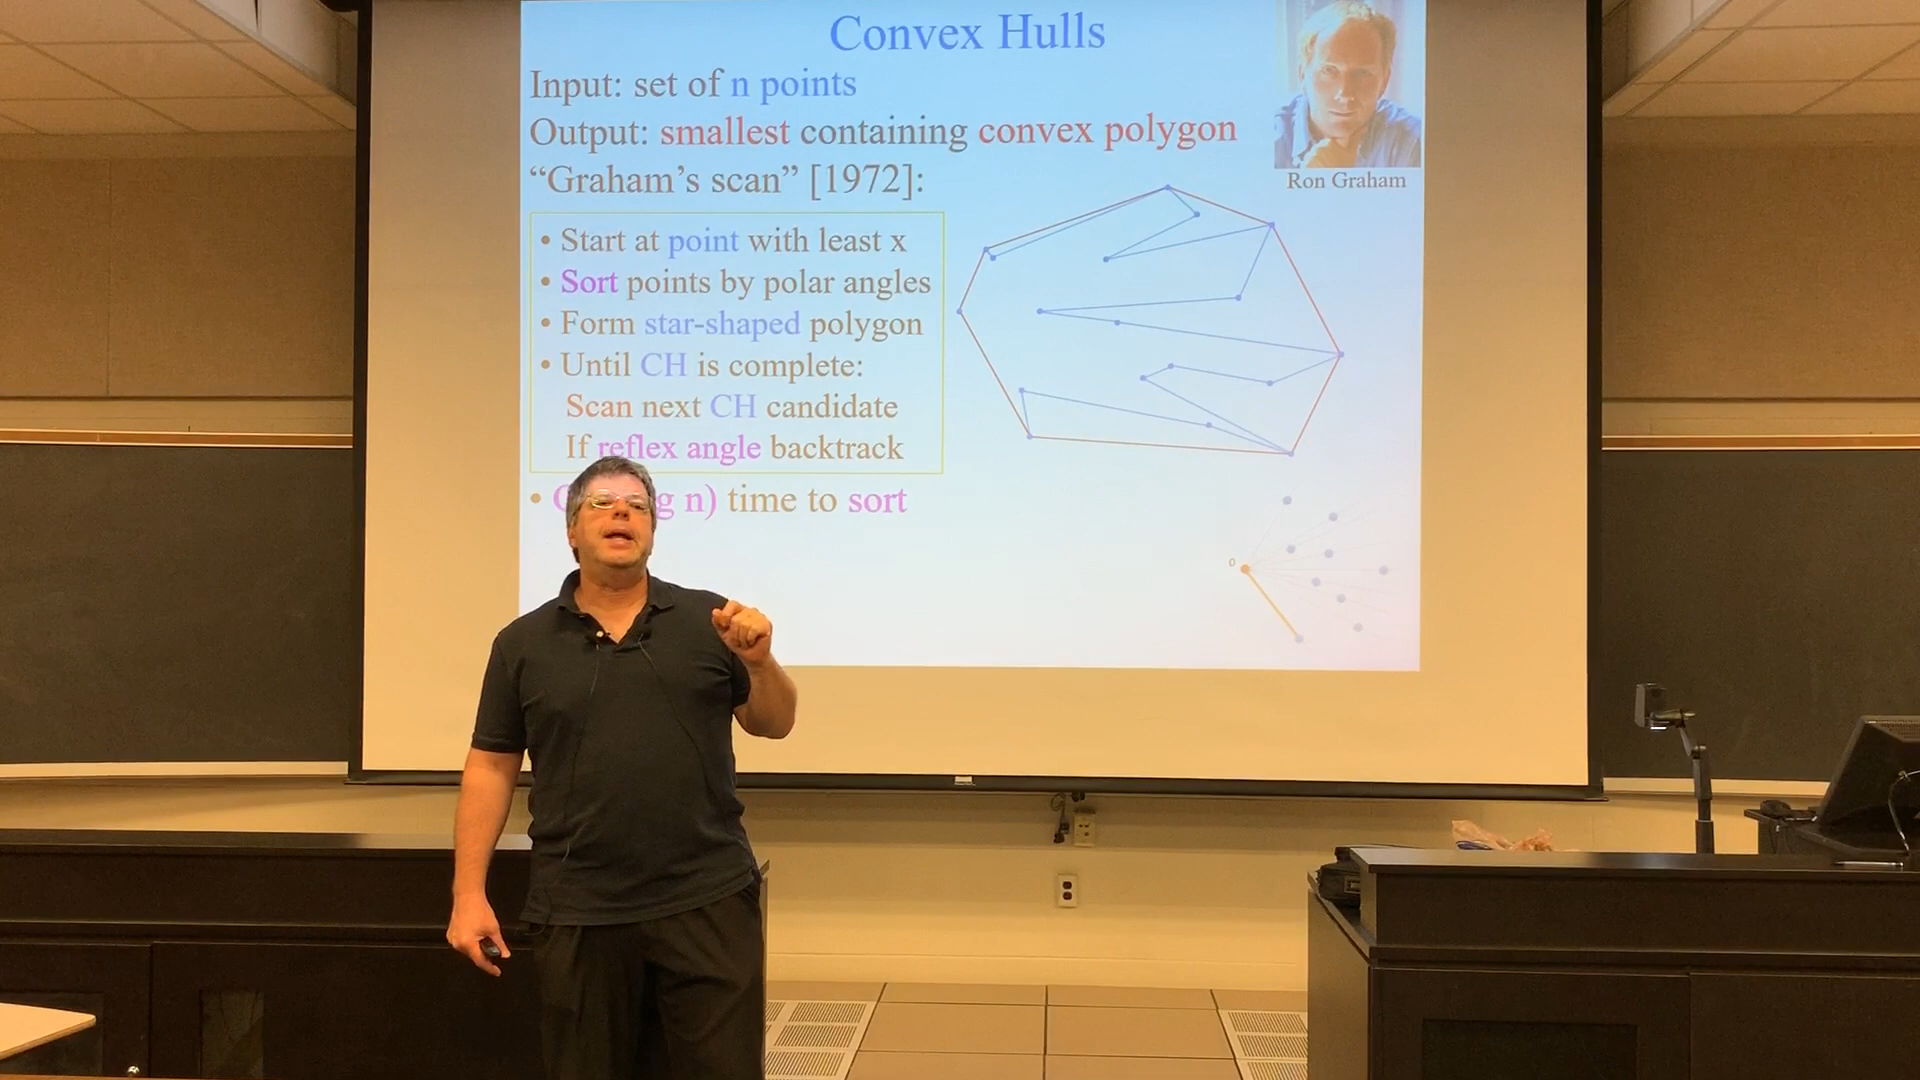 Convex Hulls
Input: set of n points
Output: smallest containing convex polygon
“Graham’s scan” [1972]:
Ron Graham
• Start at point with least x
• Sort points by polar angles
• Form star-shaped polygon
• Until CH is complete:
Scan next CH candidate
If reflex angle backtrack
• n) time to sort
o